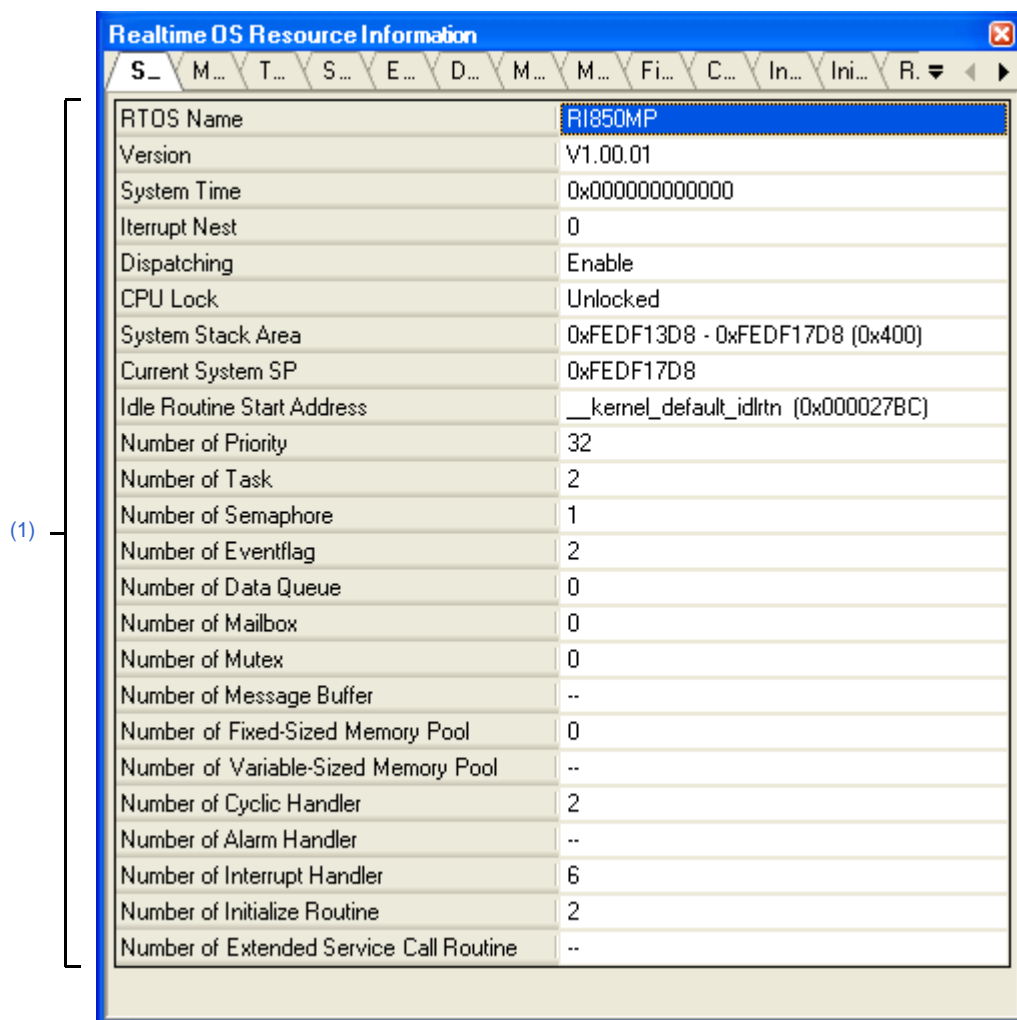 Realtime OS Resource Information
S... M... T... S... E... D... M... M... Fi... C... In... Ini... R.
RTOS Name RI850MP
Version V1.00.01
System Time 0x000000000000
Iterrupt Nest 0
Dispatching Enable
CPU Lock Unlocked
System Stack Area 0xFEDF13D8 - 0xFEDF17D8 (0x400)
Current System SP 0xFEDF17D8
Idle Routine Start Address __kernel_default_idlrtn (0x000027BC)
Number of Priority 32
Number of Task 2
(1)
Number of Semaphore 1
Number of Eventflag 2
Number of Data Queue 0
Number of Mailbox 0
Number of Mutex 0
Number of Message Buffer --
Number of Fixed-Sized Memory Pool 0
Number of Variable-Sized Memory Pool --
Number of Cyclic Handler 2
Number of Alarm Handler --
Number of Interrupt Handler 6
Number of Initialize Routine 2
Number of Extended Service Call Routine --